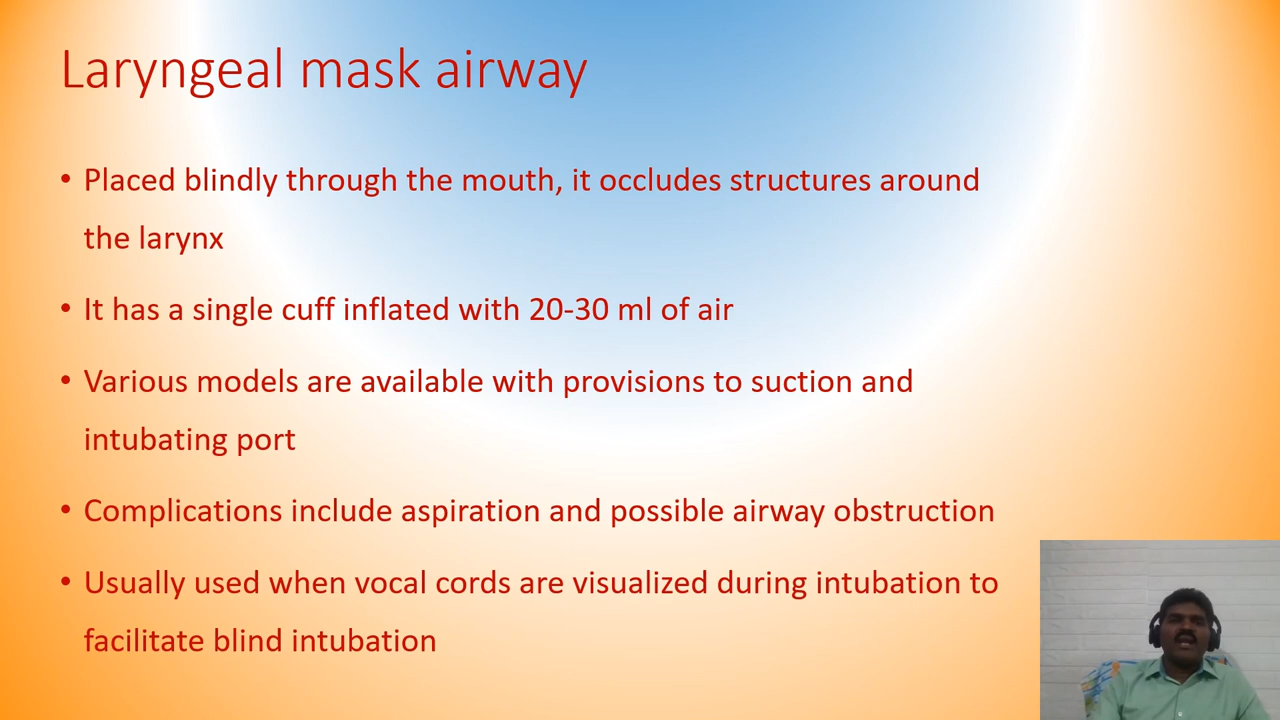 Laryngeal mask airway
• Placed blindly through the mouth, it occludes structures around
the larynx
• It has a single cuff inflated with 20-30 ml of air
• Various models are available with provisions to suction and
intubating port
• Complications include aspiration and possible airway obstruction
• Usually used when vocal cords are visualized during intubation to
facilitate blind intubation